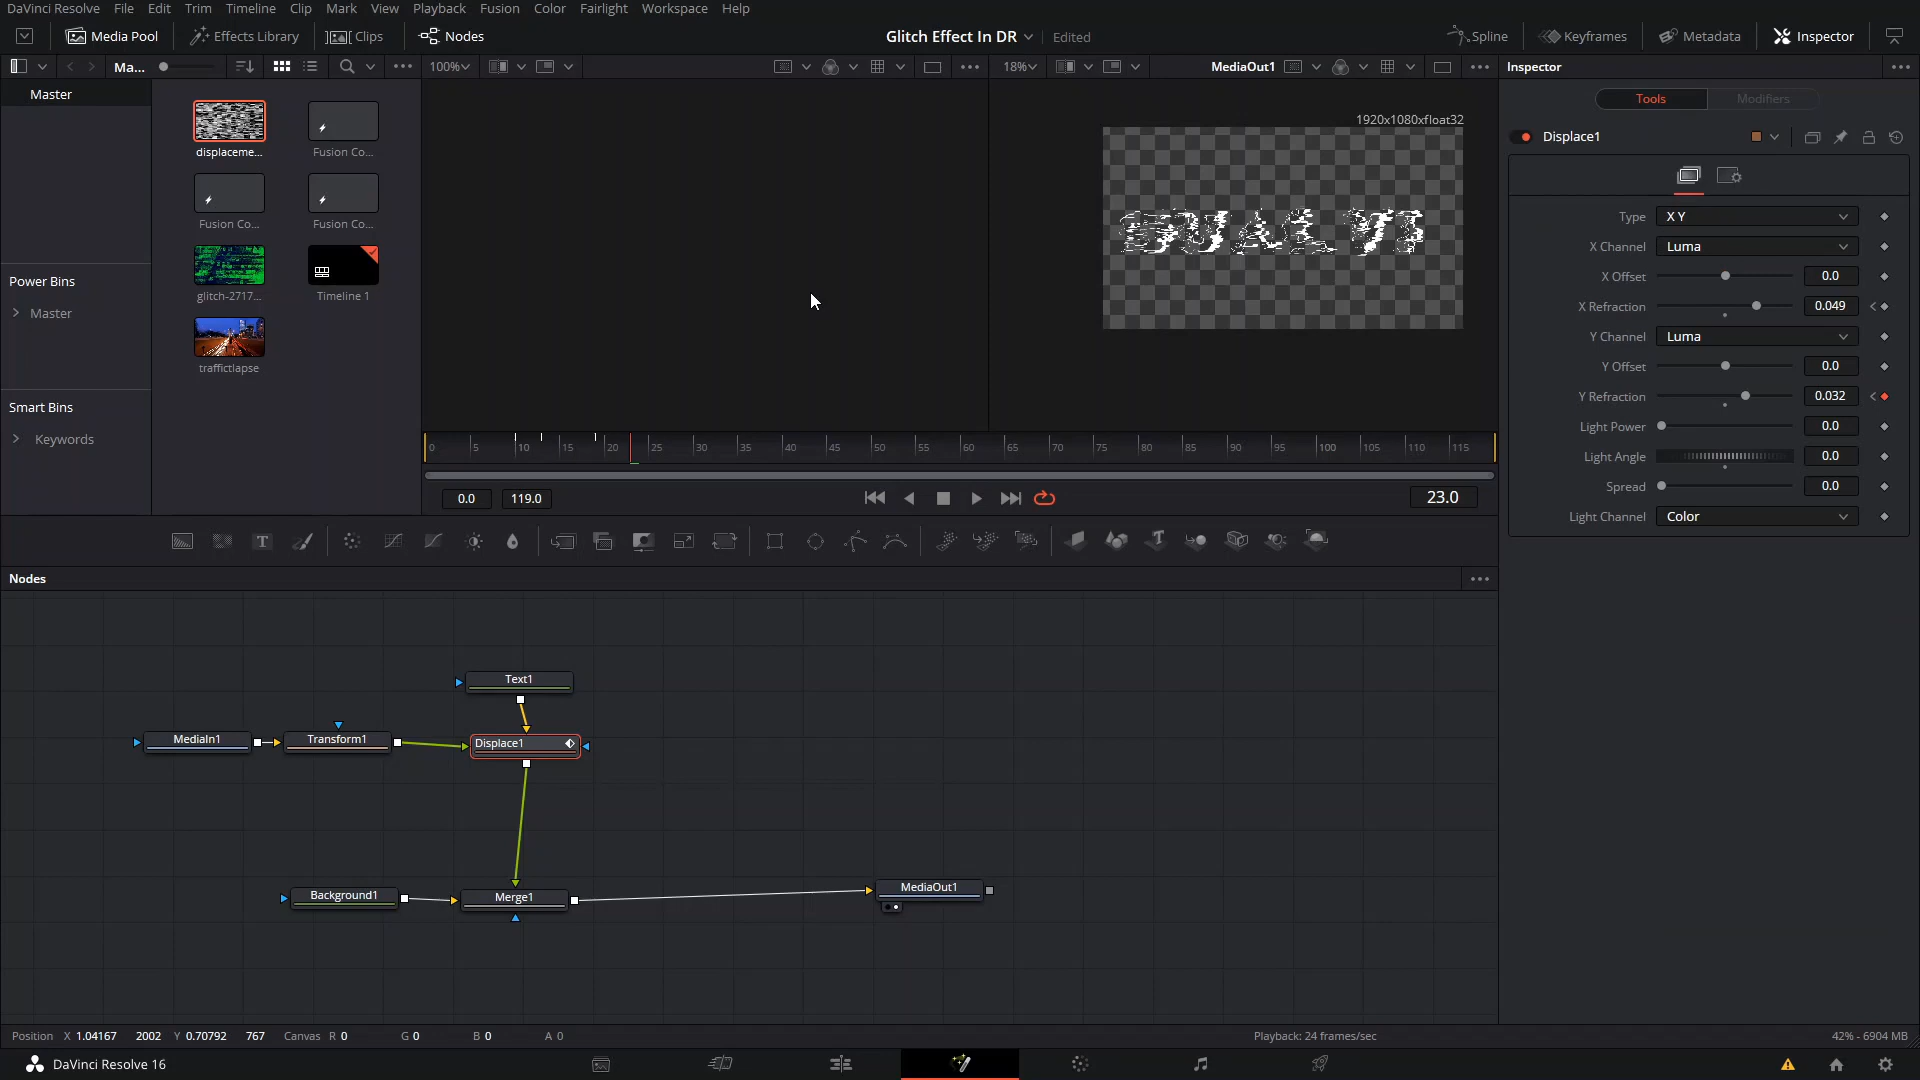 DaVinci Resolve File Edit Trim Timeline Clip Mark View Playback Fusion Color Fairlight Workspace Help
Media Pool Effects Library Clips Nodes Glitch Effect In DR Edited Spline Keyframes Metadata Inspector
Ma... 100% 18% MediaOut1 Inspector
Master
Tools Modifiers
1920x1080xfloat32
Displace1
displaceme... Fusion Co...
Fusion Co... Fusion Co...
glitch-2717... Timeline 1
traffictlapse
Power Bins
Master
Smart Bins
Keywords
Type X Y
X Channel Luma
X Offset 0.0
X Refraction 0.049
Y Channel Luma
Y Offset 0.0
Y Refraction 0.032
Light Power 0.0
Light Angle 0.0
Spread 0.0
Light Channel Color
0 5 10 15 20 25 30 35 40 45 50 55 60 65 70 75 80 85 90 95 100 105 110 115
0.0 119.0 23.0
T
Nodes
Text1
MediaIn1 Transform1 Displace1
Background1 Merge1 MediaOut1
Position X 1.04167 2002 Y 0.70792 767 Canvas R 0 G 0 B 0 A 0 Playback: 24 frames/sec 42% - 6904 MB
DaVinci Resolve 16